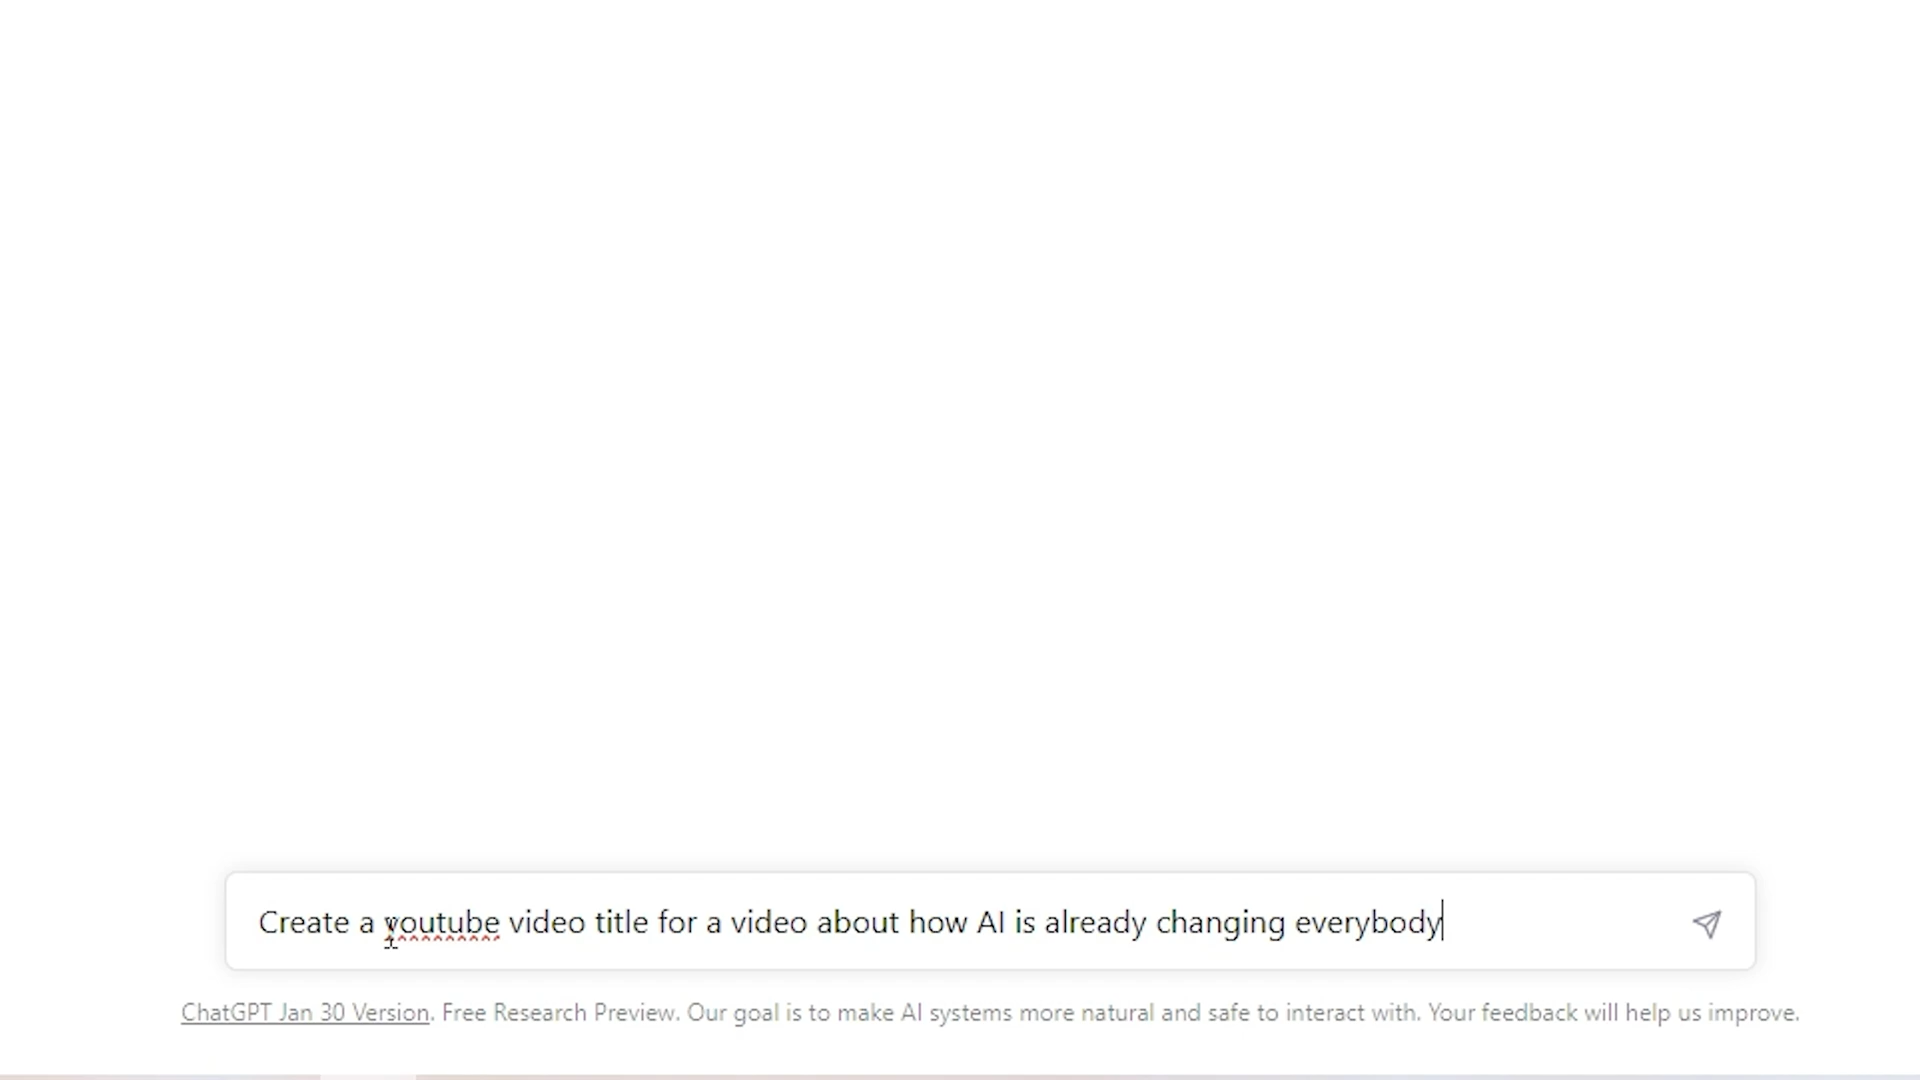 Create a youtube video title for a video about how AI is already changing everybody
ChatGPT Jan 30 Version. Free Research Preview. Our goal is to make AI systems more natural and safe to interact with. Your feedback will help us improve.